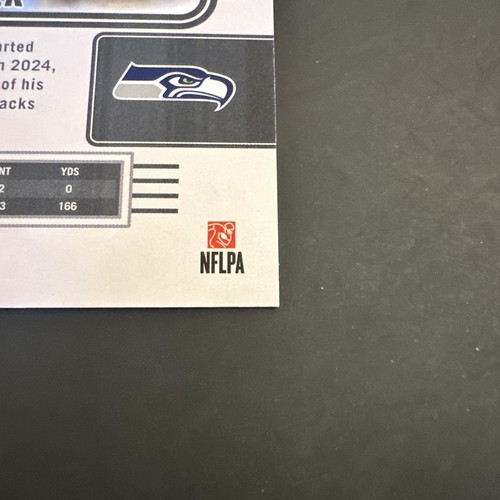 arted
n 2024,
of his
acks
NT YDS
2 0
3 166
NFLPA